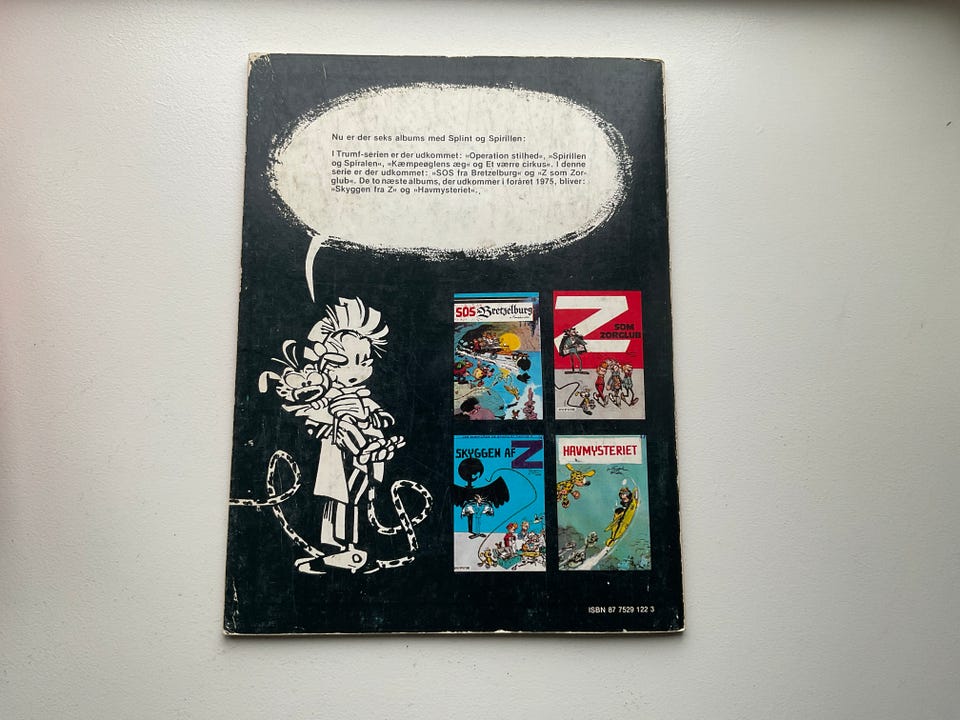 Nu er der seks albums med Splint og Spirillen:
I Trumf-serien er der udkommet: »Operation stilhed«, »Spirillen
og Spiralen«, »Kæmpeøglens æg« og Et værre cirkus«. I denne
serie er der udkommet: »SOS fra Bretzelburg« og »Z som Zor-
glub«. De to næste albums, der udkommer i foråret 1975, bliver:
»Skyggen fra Z« og »Havmysteriet«.
SOS fra Bretzelburg
Z SOM
ZORGLUB
SKYGGEN AF Z
HAVMYSTERIET
ISBN 87 7529 122 3